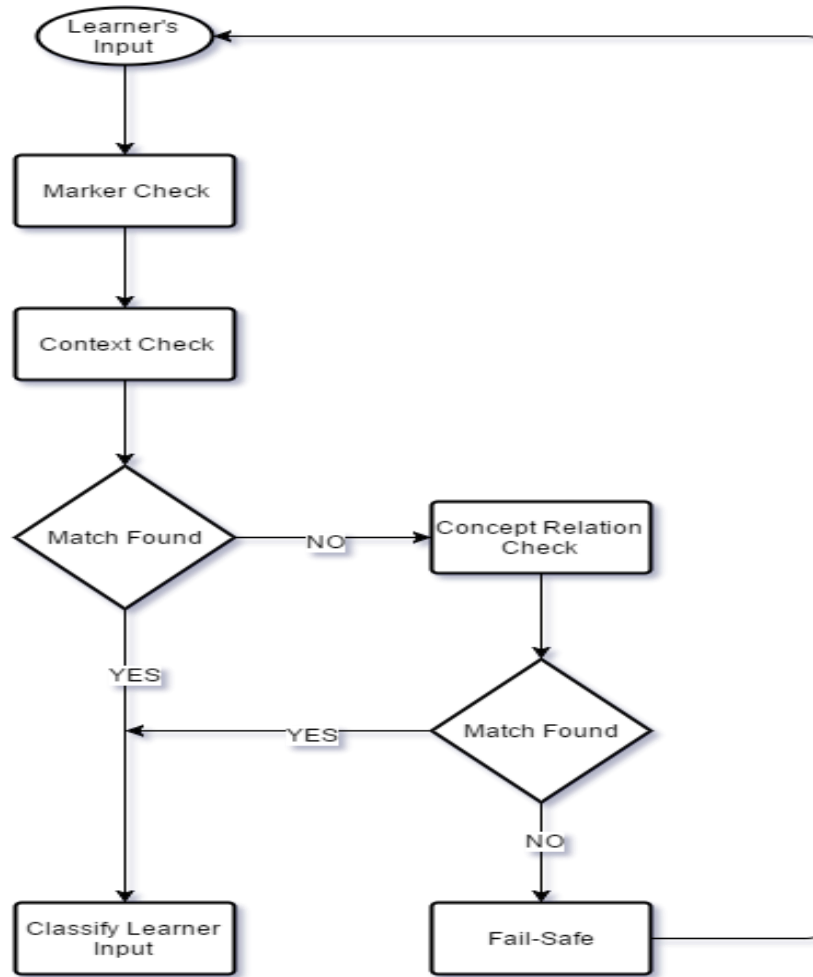 Learner's
Input
Marker Check
Context Check
Match Found
NO
Concept Relation
Check
YES
Match Found
YES
NO
Classify Learner
Input
Fail-Safe